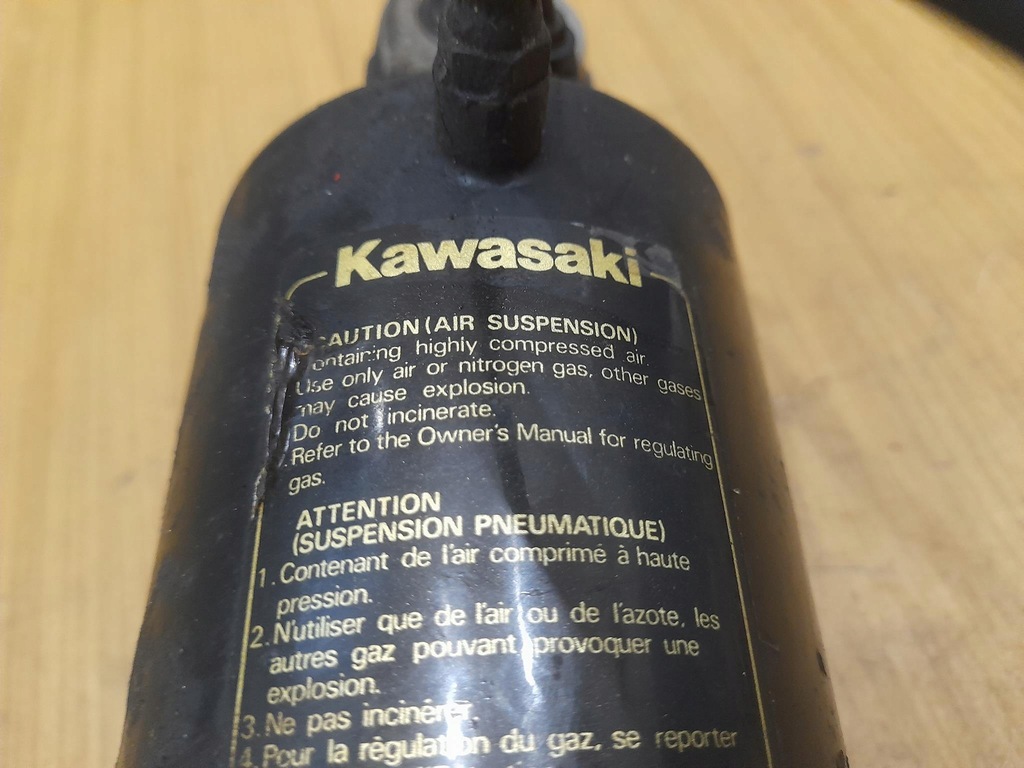 Kawasaki
CAUTION (AIR SUSPENSION)
Containing highly compressed air.
Use only air or nitrogen gas, other gases
may cause explosion.
Do not incinerate.
Refer to the Owner's Manual for regulating
gas.
ATTENTION
(SUSPENSION PNEUMATIQUE)
1. Contenant de l'air comprimé à haute
pression.
2. N'utiliser que de l'air ou de l'azote, les
autres gaz pouvant provoquer une
explosion.
3. Ne pas incinérer.
4. Pour la régulation du gaz, se reporter